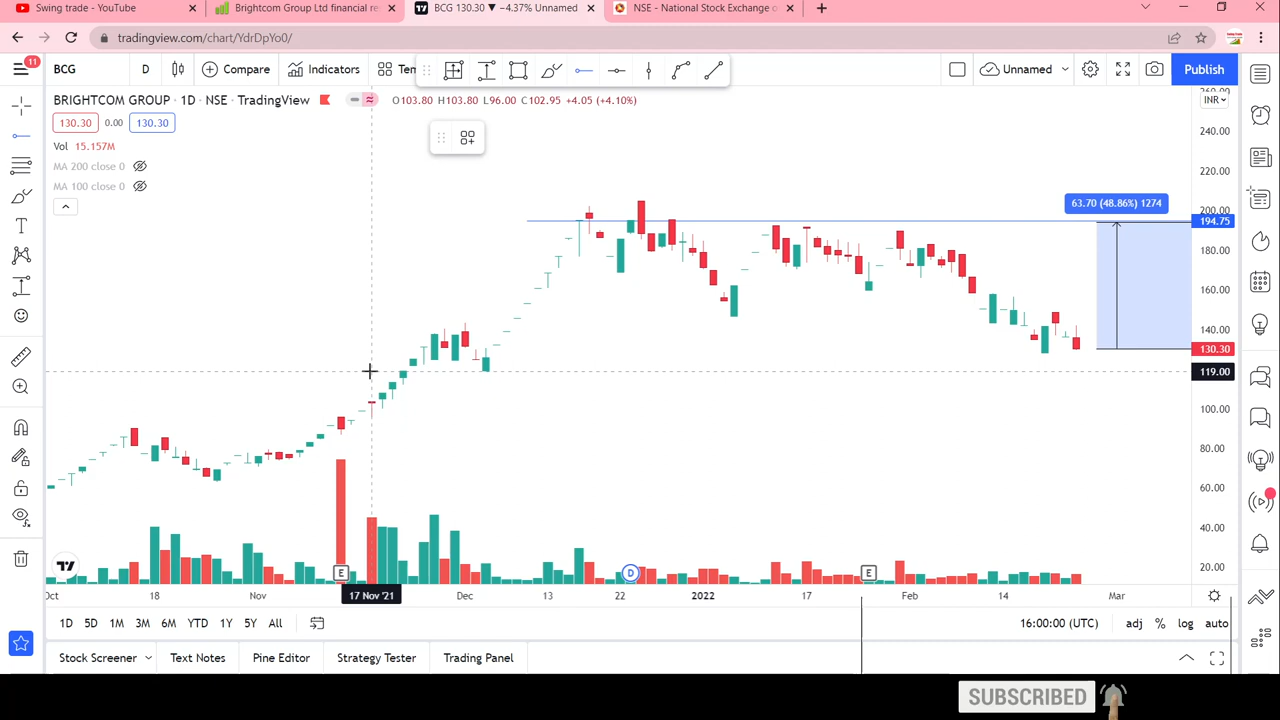 Swing trade - YouTube
Brightcom Group Ltd financial re
BCG 130.30 ▼ −4.37% Unnamed
NSE - National Stock Exchange o
tradingview.com/chart/YdrDpYo0/
11
BCG
D
Compare
Indicators
Tem
Unnamed
Publish
BRIGHTCOM GROUP · 1D · NSE · TradingView
O103.80 H103.80 L96.00 C102.95 +4.05 (+4.10%)
INR
130.30
0.00
130.30
Vol 15.157M
MA 200 close 0
MA 100 close 0
260.00
240.00
220.00
200.00
194.75
180.00
160.00
140.00
130.30
119.00
100.00
80.00
60.00
40.00
20.00
63.70 (48.86%) 1274
E
D
E
Oct
18
Nov
17 Nov '21
Dec
13
22
2022
17
Feb
14
Mar
1D
5D
1M
3M
6M
YTD
1Y
5Y
All
16:00:00 (UTC)
adj
%
log
auto
Stock Screener
Text Notes
Pine Editor
Strategy Tester
Trading Panel
SUBSCRIBED